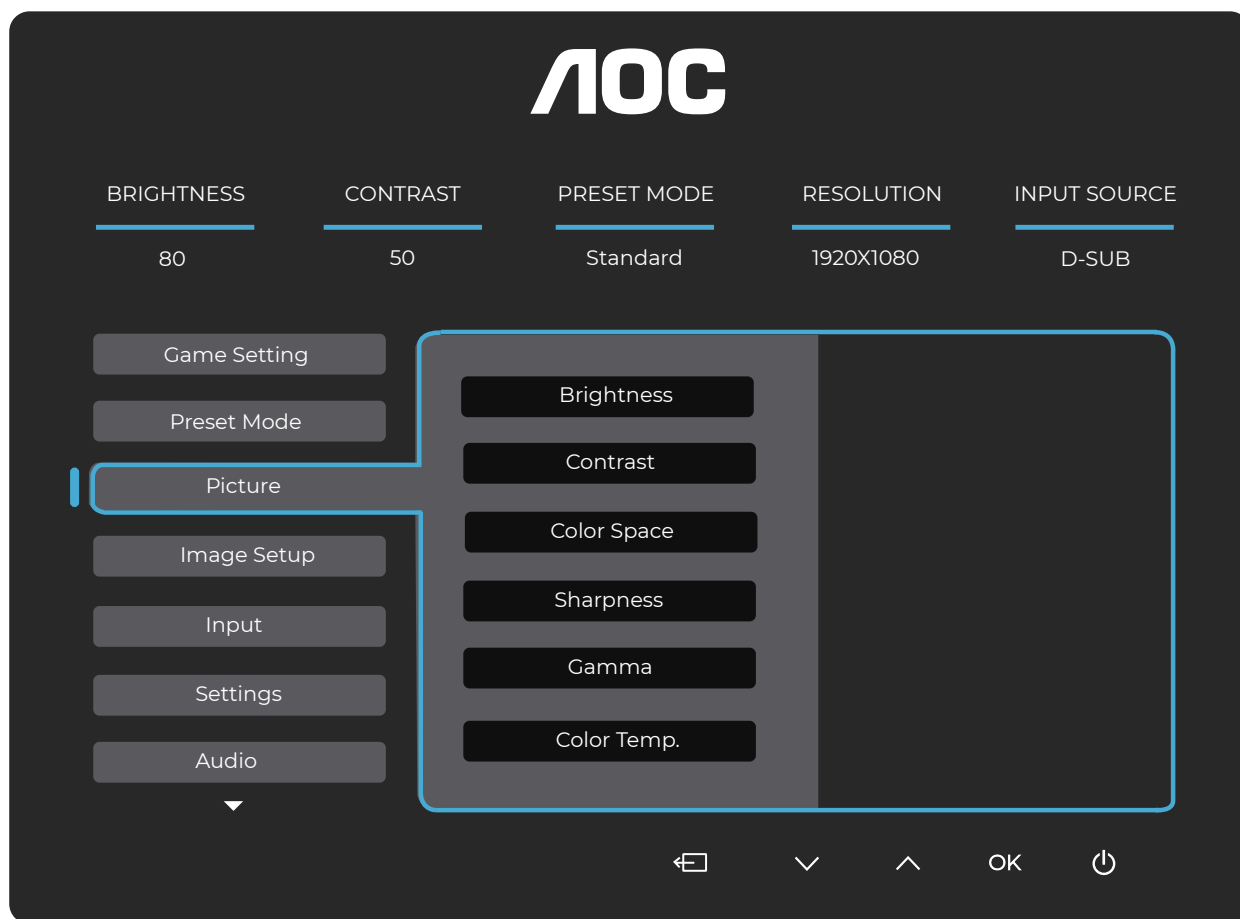 AOC
BRIGHTNESS CONTRAST PRESET MODE RESOLUTION INPUT SOURCE
80 50 Standard 1920X1080 D-SUB
Game Setting
Preset Mode
Picture
Image Setup
Input
Settings
Audio
Brightness
Contrast
Color Space
Sharpness
Gamma
Color Temp.
OK